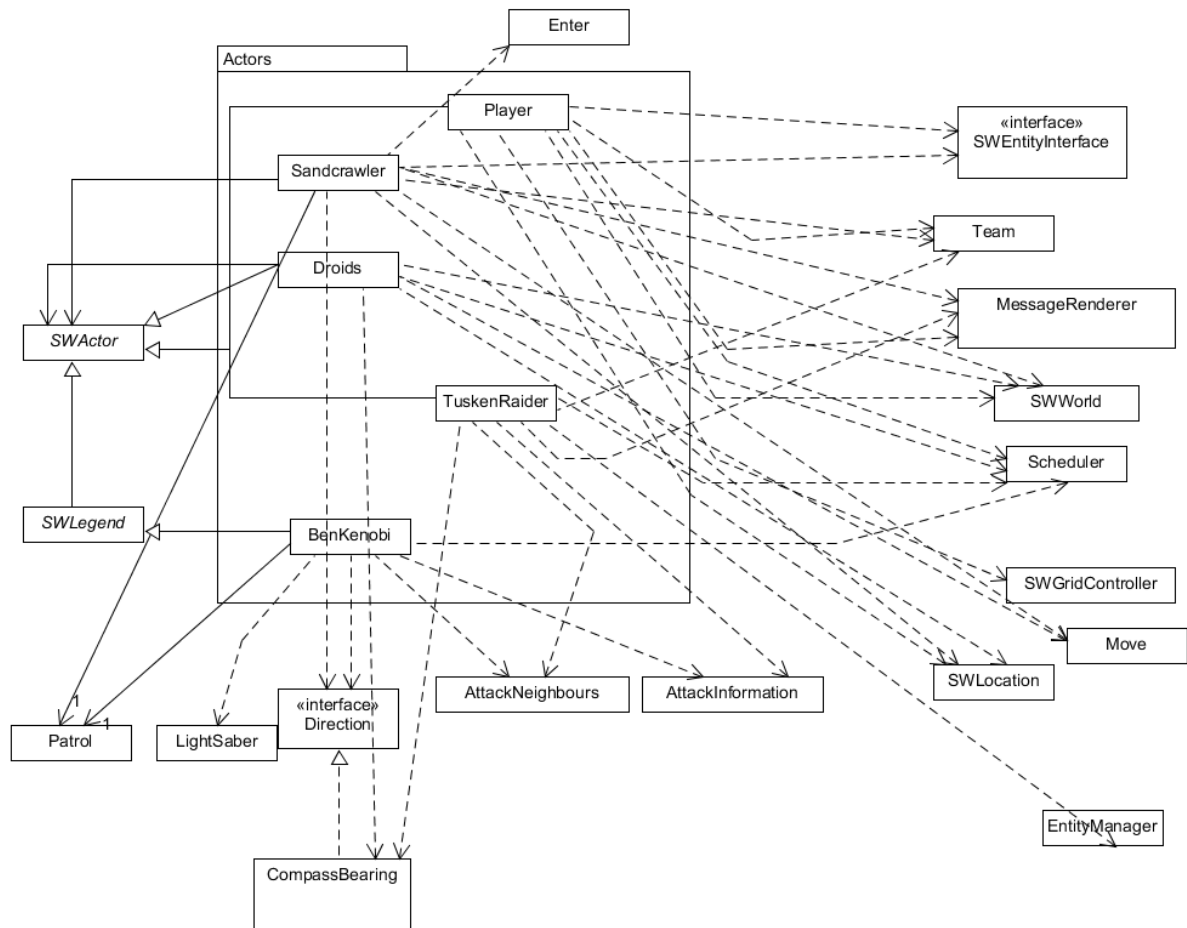 Enter
Actors
Player
«interface»
SWEntityInterface
Sandcrawler
Team
Droids
MessageRenderer
SWActor
SWWorld
TuskenRaider
Scheduler
SWLegend
BenKenobi
SWGridController
Move
AttackNeighbours
AttackInformation
SWLocation
«interface»
Direction
1
1
Patrol
LightSaber
EntityManager
CompassBearing